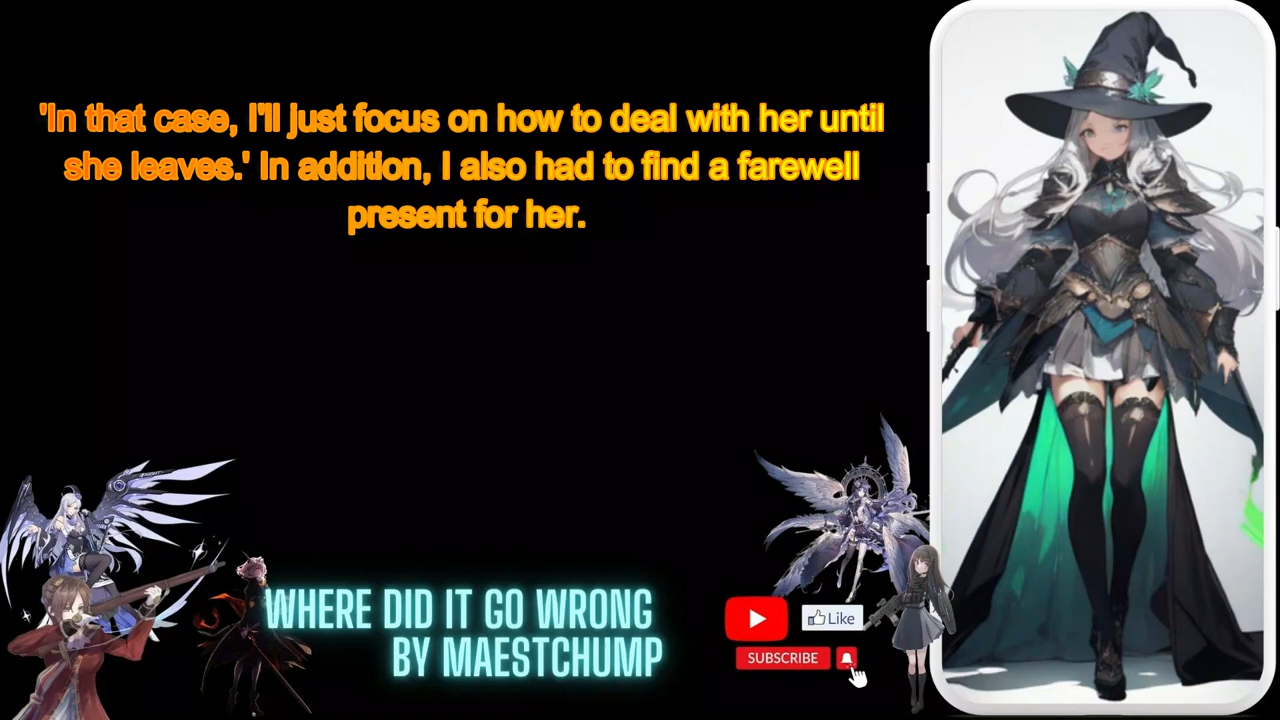 'In that case, I'll just focus on how to deal with her until
she leaves.' In addition, I also had to find a farewell
present for her.
WHERE DID IT GO WRONG
BY MAESTCHUMP
Like
SUBSCRIBE